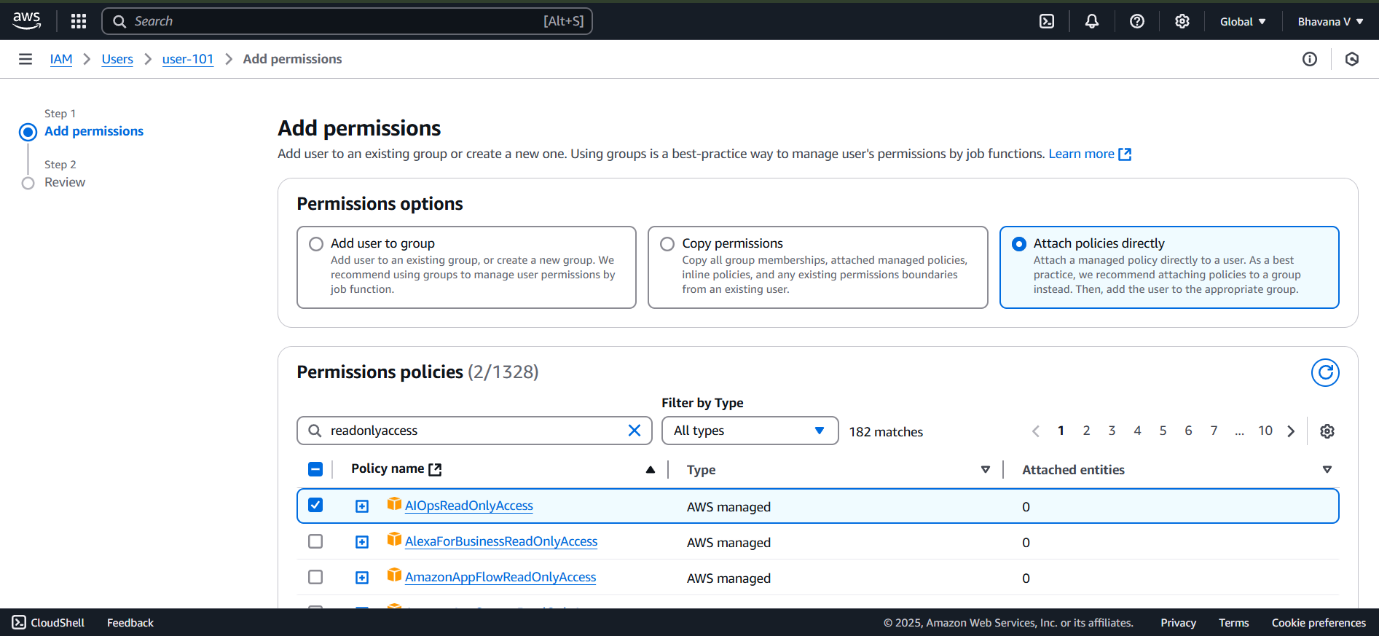 aws
Search [Alt+S]
Global Bhavana V
IAM Users user-101 Add permissions
Step 1
Add permissions
Step 2
Review
Add permissions
Add user to an existing group or create a new one. Using groups is a best-practice way to manage user's permissions by job functions. Learn more
Permissions options
Add user to group
Add user to an existing group, or create a new group. We
recommend using groups to manage user permissions by
job function.
Copy permissions
Copy all group memberships, attached managed policies,
inline policies, and any existing permissions boundaries
from an existing user.
Attach policies directly
Attach a managed policy directly to a user. As a best
practice, we recommend attaching policies to a group
instead. Then, add the user to the appropriate group.
Permissions policies (2/1328)
Filter by Type
readonlyaccess All types 182 matches 1 2 3 4 5 6 7 ... 10
Policy name Type Attached entities
AIOpsReadOnlyAccess AWS managed 0
AlexaForBusinessReadOnlyAccess AWS managed 0
AmazonAppFlowReadOnlyAccess AWS managed 0
CloudShell Feedback © 2025, Amazon Web Services, Inc. or its affiliates. Privacy Terms Cookie preferences